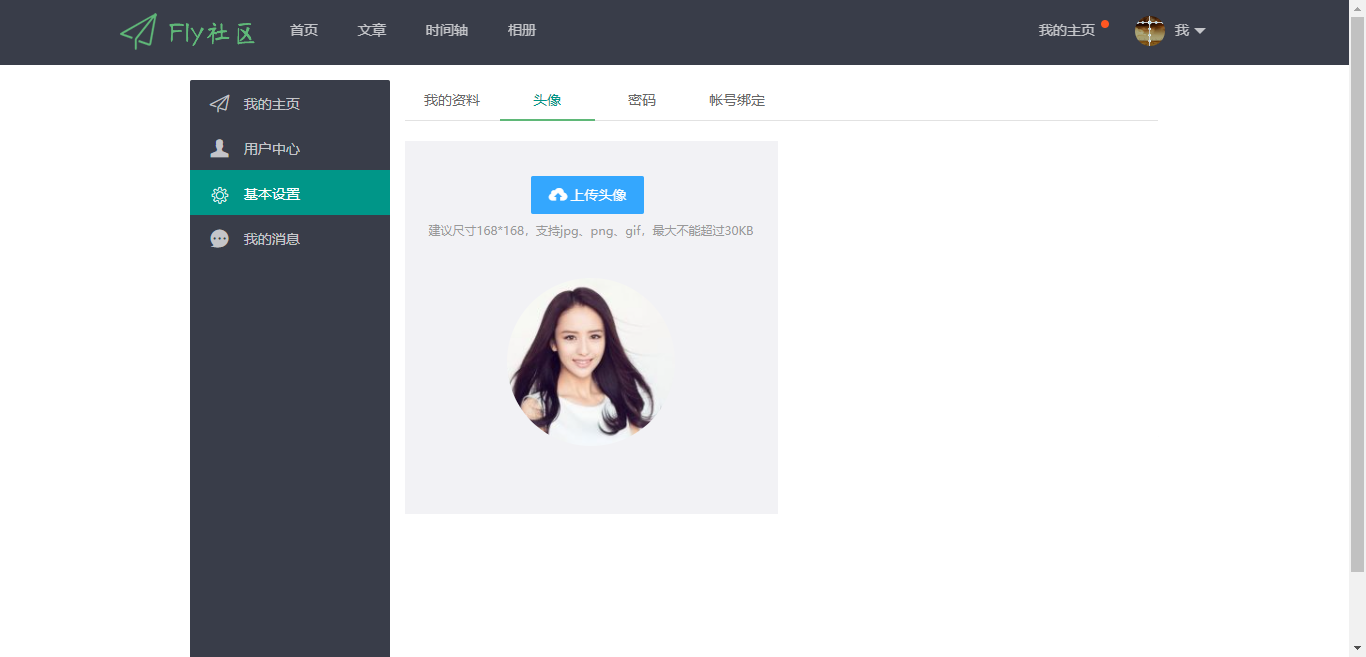 Fly社区 首页 文章 时间轴 相册 我的主页 我
我的主页
用户中心
基本设置
我的消息
我的资料 头像 密码 帐号绑定
上传头像
建议尺寸168*168，支持jpg、png、gif，最大不能超过30KB